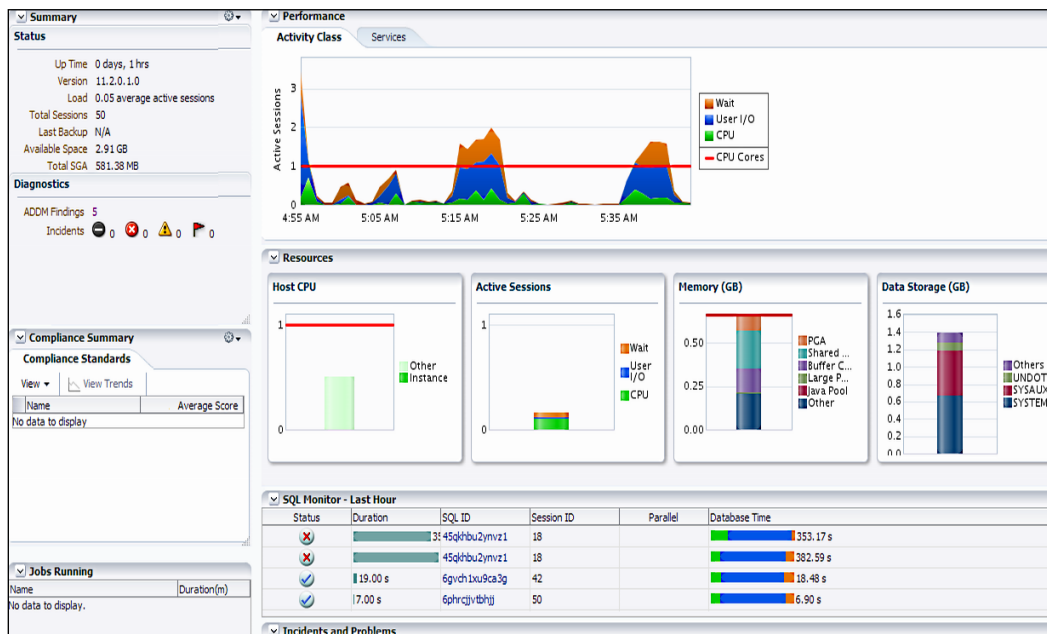 Summary
Status
Up Time 0 days, 1 hrs
Version 11.2.0.1.0
Load 0.05 average active sessions
Total Sessions 50
Last Backup N/A
Available Space 2.91 GB
Total SGA 581.38 MB
Diagnostics
ADDM Findings 5
Incidents 0 0 0 0
Compliance Summary
Compliance Standards
View View Trends
Name Average Score
No data to display
Jobs Running
Name Duration(m)
No data to display.
Performance
Activity Class Services
Active Sessions
3
2
1
0
4:55 AM 5:05 AM 5:15 AM 5:25 AM 5:35 AM
Wait
User I/O
CPU
CPU Cores
Resources
Host CPU
1
0
Other
Instance
Active Sessions
1
0
Wait
User
I/O
CPU
Memory (GB)
0.50
0.25
0.00
PGA
Shared ...
Buffer C...
Large P...
Java Pool
Other
Data Storage (GB)
1.6
1.4
1.2
1.0
0.8
0.6
0.4
0.2
0.0
Others
UNDOT
SYSAUX
SYSTEM
SQL Monitor - Last Hour
Status Duration SQL ID Session ID Parallel Database Time
45qkhbu2ynvz1 18 353.17 s
45qkhbu2ynvz1 18 382.59 s
19.00 s 6gvch1xu9ca3g 42 18.48 s
7.00 s 6phrcjjvtbhjj 50 6.90 s
Incidents and Problems